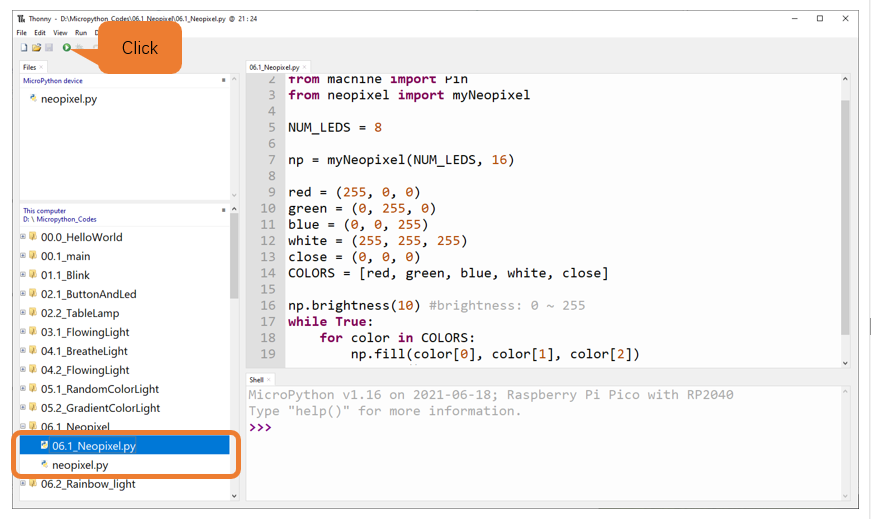 Thonny - D:\Micropython_Codes\06.1_Neopixel\06.1_Neopixel.py @ 21 : 24
File Edit View Run
Click
Files
MicroPython device
neopixel.py
This computer
D: \ Micropython_Codes
00.0_HelloWorld
00.1_main
01.1_Blink
02.1_ButtonAndLed
02.2_TableLamp
03.1_FlowingLight
04.1_BreatheLight
04.2_FlowingLight
05.1_RandomColorLight
05.2_GradientColorLight
06.1_Neopixel
06.1_Neopixel.py
neopixel.py
06.2_Rainbow_light
06.1_Neopixel.py
2 from machine import Pin
3 from neopixel import myNeopixel
4
5 NUM_LEDS = 8
6
7 np = myNeopixel(NUM_LEDS, 16)
8
9 red = (255, 0, 0)
10 green = (0, 255, 0)
11 blue = (0, 0, 255)
12 white = (255, 255, 255)
13 close = (0, 0, 0)
14 COLORS = [red, green, blue, white, close]
15
16 np.brightness(10) #brightness: 0 ~ 255
17 while True:
18 for color in COLORS:
19 np.fill(color[0], color[1], color[2])
Shell
MicroPython v1.16 on 2021-06-18; Raspberry Pi Pico with RP2040
Type "help()" for more information.
>>>